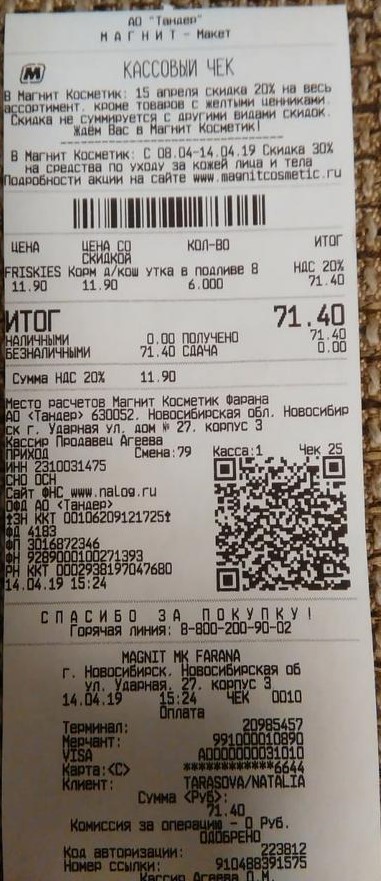 АО "Тандер"
МАГНИТ - Макет
М
КАССОВЫЙ ЧЕК
В Магнит Косметик: 15 апреля скидка 20% на весь
ассортимент, кроме товаров с желтыми ценниками.
Скидка не суммируется с другими видами скидок.
Ждём Вас в Магнит Косметик!
В Магнит Косметик: С 08.04-14.04.19 Скидка 30%
на средства по уходу за кожей лица и тела
Подробности акции на сайте www.magnitcosmetic.ru
ЦЕНА ЦЕНА СО СКИДКОЙ КОЛ-ВО ИТОГ
FRISKIES Корм д/кош утка в подливе 8 НДС 20%
11.90 11.90 6.000 71.40
ИТОГ 71.40
НАЛИЧНЫМИ 0.00 ПОЛУЧЕНО 71.40
БЕЗНАЛИЧНЫМИ 71.40 СДАЧА 0.00
Сумма НДС 20% 11.90
Место расчетов Магнит Косметик Фарана
АО <Тандер> 630052, Новосибирская обл, Новосибир
ск г, Ударная ул, дом № 27, корпус 3
Кассир Продавец Агеева
ПРИХОД Смена:79 Касса:1 Чек 25
ИНН 2310031475
СНО ОСН
Сайт ФНС www.nalog.ru
ОФД АО <Тандер>
ЗН ККТ 00106209121725
ФД 4183
ФП 3016872346
ФН 9289000100271393
РН ККТ 0002938197047680
14.04.19 15:24
СПАСИБО ЗА ПОКУПКУ!
Горячая линия: 8-800-200-90-02
MAGNIT MK FARANA
г. Новосибирск, Новосибирская об
ул. Ударная, 27, корпус 3
14.04.19 15:24 ЧЕК 0010
Оплата
Терминал: 20985457
Мерчант: 991000010890
VISA A0000000031010
Карта:<C> ************6644
Клиент: TARASOVA/NATALIA
Сумма <Руб>:
71.40
Комиссия за операцию - 0 Руб.
ОДОБРЕНО
Код авторизации: 223812
Номер ссылки: 910488391575
Кассир Агеева О.М.